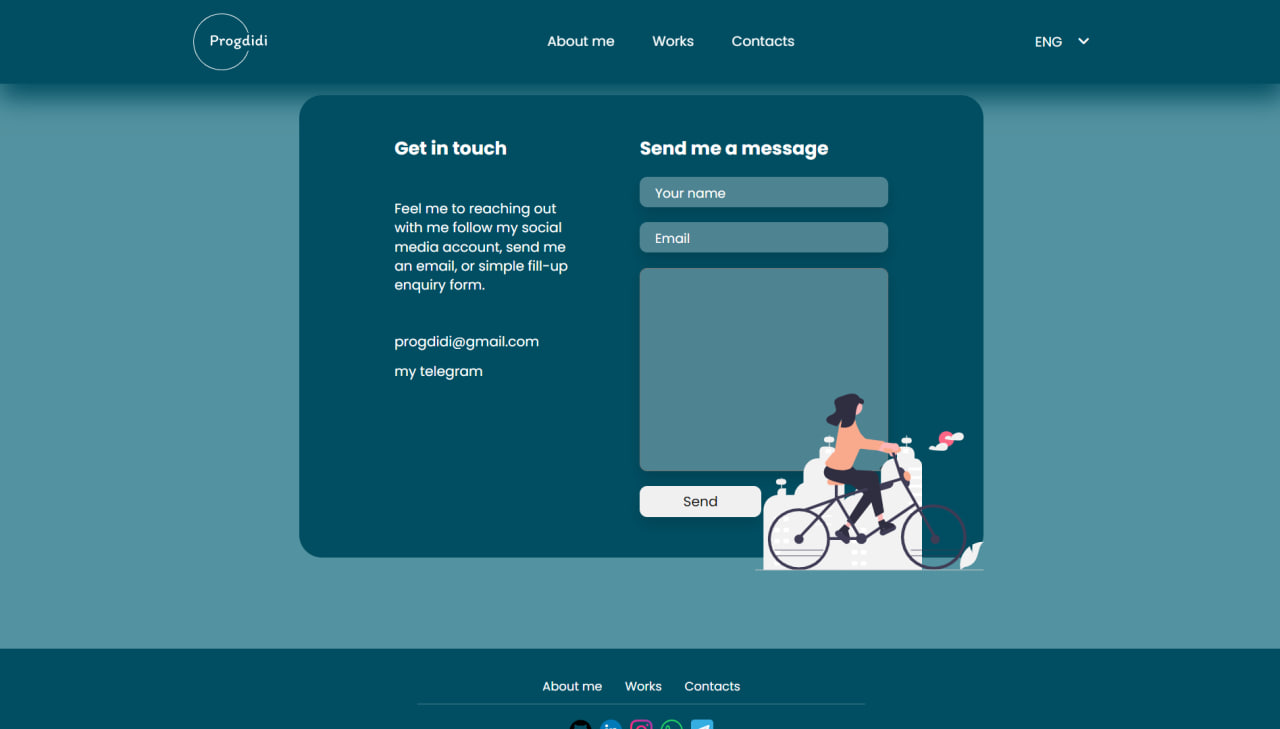 Progdidi
About me Works Contacts
ENG
Get in touch
Feel me to reaching out
with me follow my social
media account, send me
an email, or simple fill-up
enquiry form.
progdidi@gmail.com
my telegram
Send me a message
Your name
Email
Send
About me Works Contacts
in